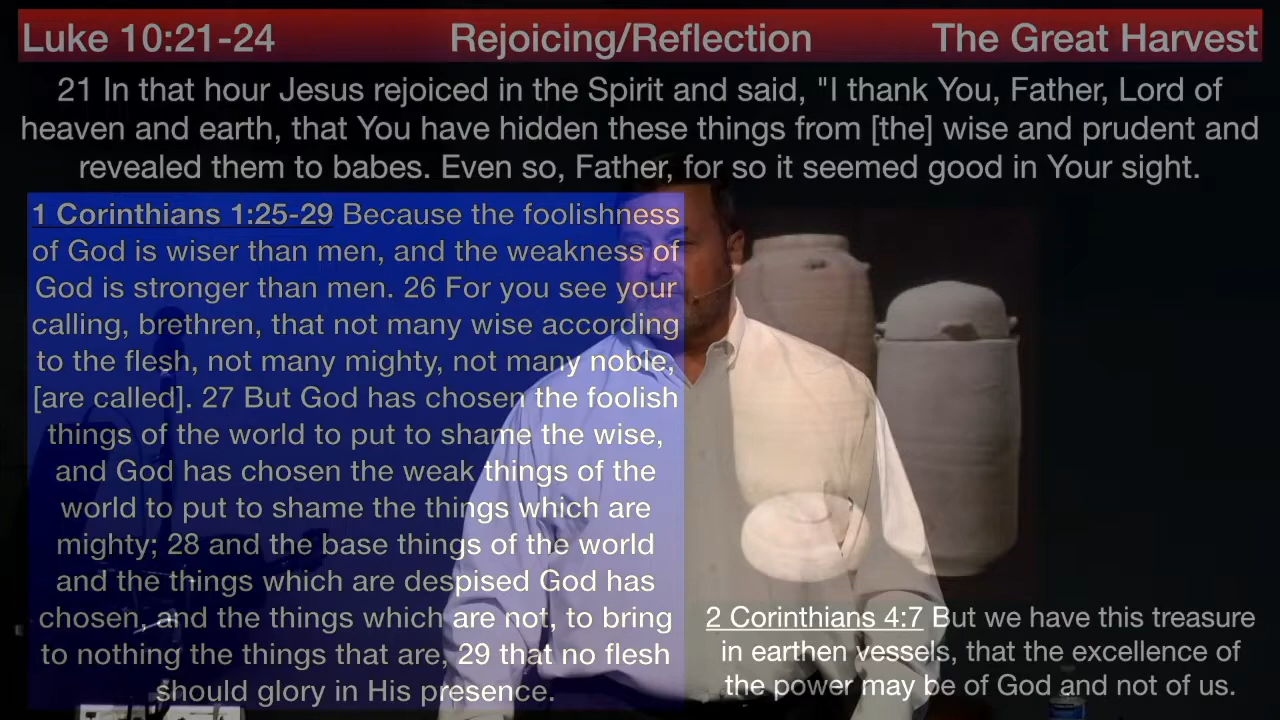 Luke 10:21-24 Rejoicing/Reflection The Great Harvest
21 In that hour Jesus rejoiced in the Spirit and said, "I thank You, Father, Lord of
heaven and earth, that You have hidden these things from [the] wise and prudent and
revealed them to babes. Even so, Father, for so it seemed good in Your sight.
1 Corinthians 1:25-29 Because the foolishness
of God is wiser than men, and the weakness of
God is stronger than men. 26 For you see your
calling, brethren, that not many wise according
to the flesh, not many mighty, not many noble,
[are called]. 27 But God has chosen the foolish
things of the world to put to shame the wise,
and God has chosen the weak things of the
world to put to shame the things which are
mighty; 28 and the base things of the world
and the things which are despised God has
chosen, and the things which are not, to bring
to nothing the things that are, 29 that no flesh
should glory in His presence.
2 Corinthians 4:7 But we have this treasure
in earthen vessels, that the excellence of
the power may be of God and not of us.